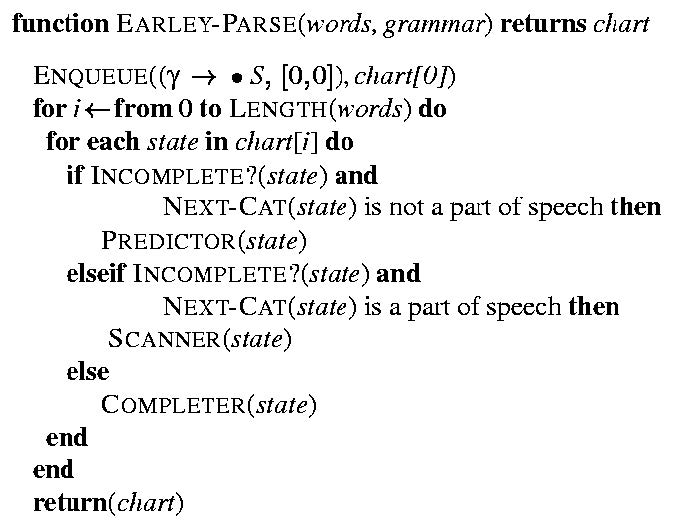 function EARLEY-PARSE(words, grammar) returns chart
ENQUEUE((γ → • S, [0,0]), chart[0])
for i ← from 0 to LENGTH(words) do
for each state in chart[i] do
if INCOMPLETE?(state) and
NEXT-CAT(state) is not a part of speech then
PREDICTOR(state)
elseif INCOMPLETE?(state) and
NEXT-CAT(state) is a part of speech then
SCANNER(state)
else
COMPLETER(state)
end
end
return(chart)